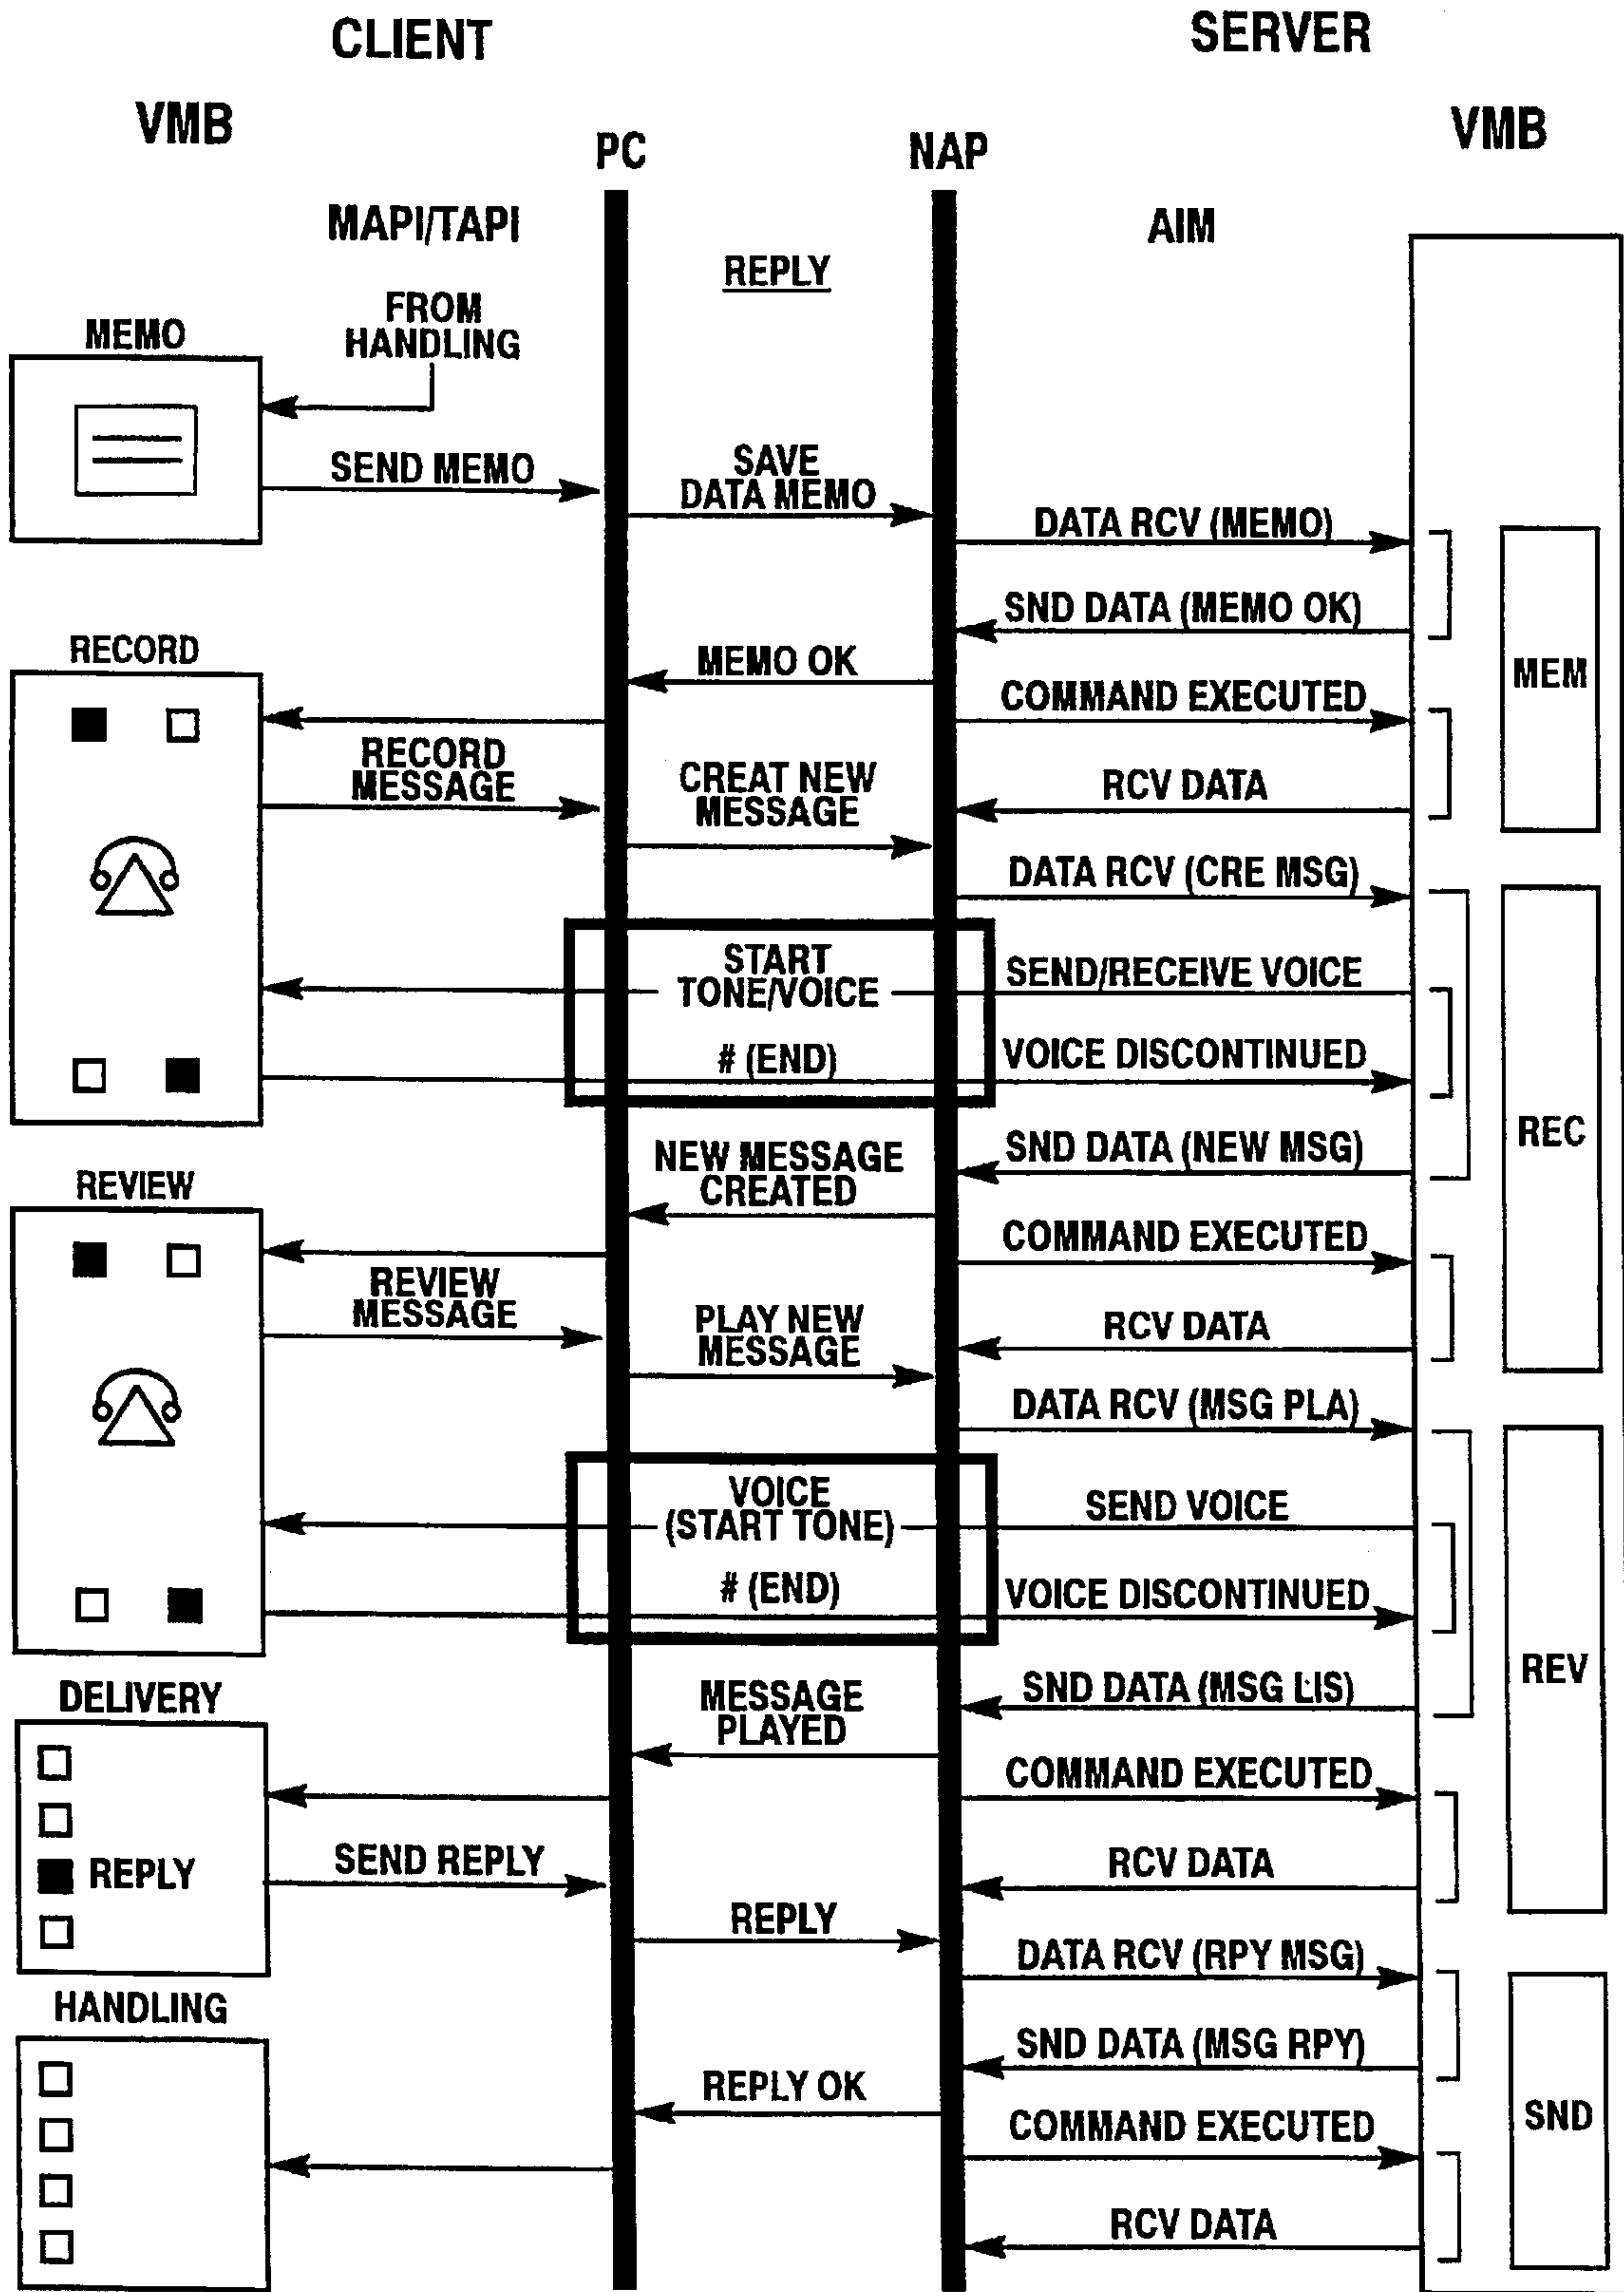 CLIENT
SERVER
VMB
VMB
PC
NAP
MAPI/TAPI
AIM
REPLY
FROM
HANDLING
MEMO
SEND MEMO
SAVE
DATA MEMO
DATA RCV (MEMO)
SND DATA (MEMO OK)
MEMO OK
MEM
RECORD
COMMAND EXECUTED
RECORD
MESSAGE
CREAT NEW
MESSAGE
RCV DATA
DATA RCV (CRE MSG)
START
TONE/VOICE
SEND/RECEIVE VOICE
# (END)
VOICE DISCONTINUED
REC
SND DATA (NEW MSG)
NEW MESSAGE
CREATED
REVIEW
COMMAND EXECUTED
REVIEW
MESSAGE
PLAY NEW
MESSAGE
RCV DATA
DATA RCV (MSG PLA)
VOICE
(START TONE)
SEND VOICE
# (END)
VOICE DISCONTINUED
REV
SND DATA (MSG LIS)
MESSAGE
PLAYED
DELIVERY
COMMAND EXECUTED
REPLY
SEND REPLY
RCV DATA
REPLY
DATA RCV (RPY MSG)
HANDLING
SND DATA (MSG RPY)
REPLY OK
COMMAND EXECUTED
SND
RCV DATA